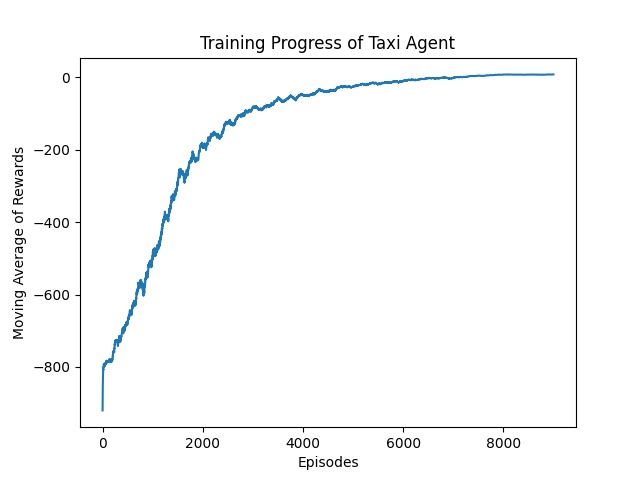 Training Progress of Taxi Agent
Moving Average of Rewards
0
−200
−400
−600
−800
0 2000 4000 6000 8000
Episodes